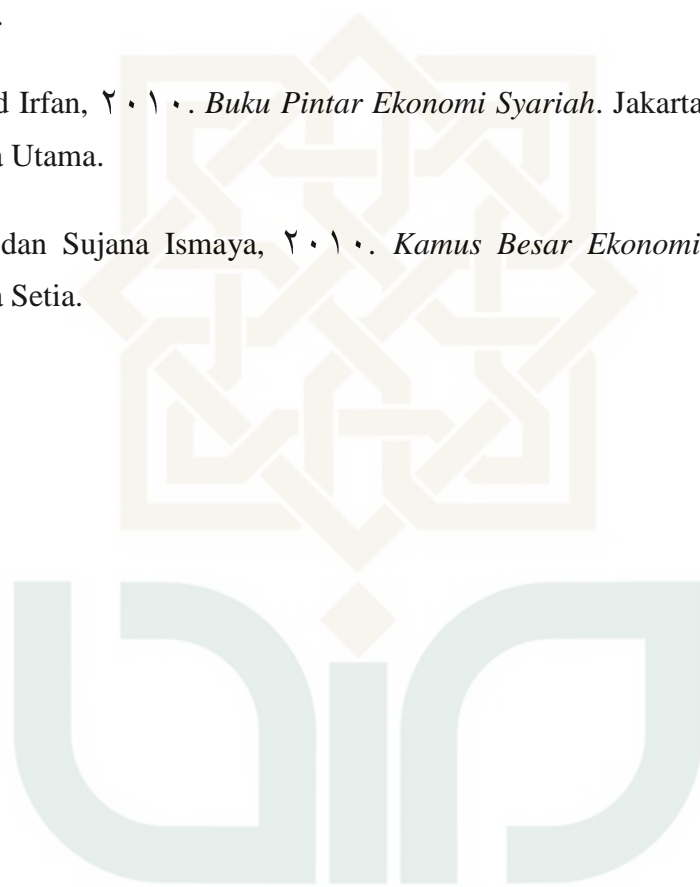 .
d Irfan, ٢٠١٠. Buku Pintar Ekonomi Syariah. Jakarta
a Utama.
dan Sujana Ismaya, ٢٠١٠. Kamus Besar Ekonomi
a Setia.